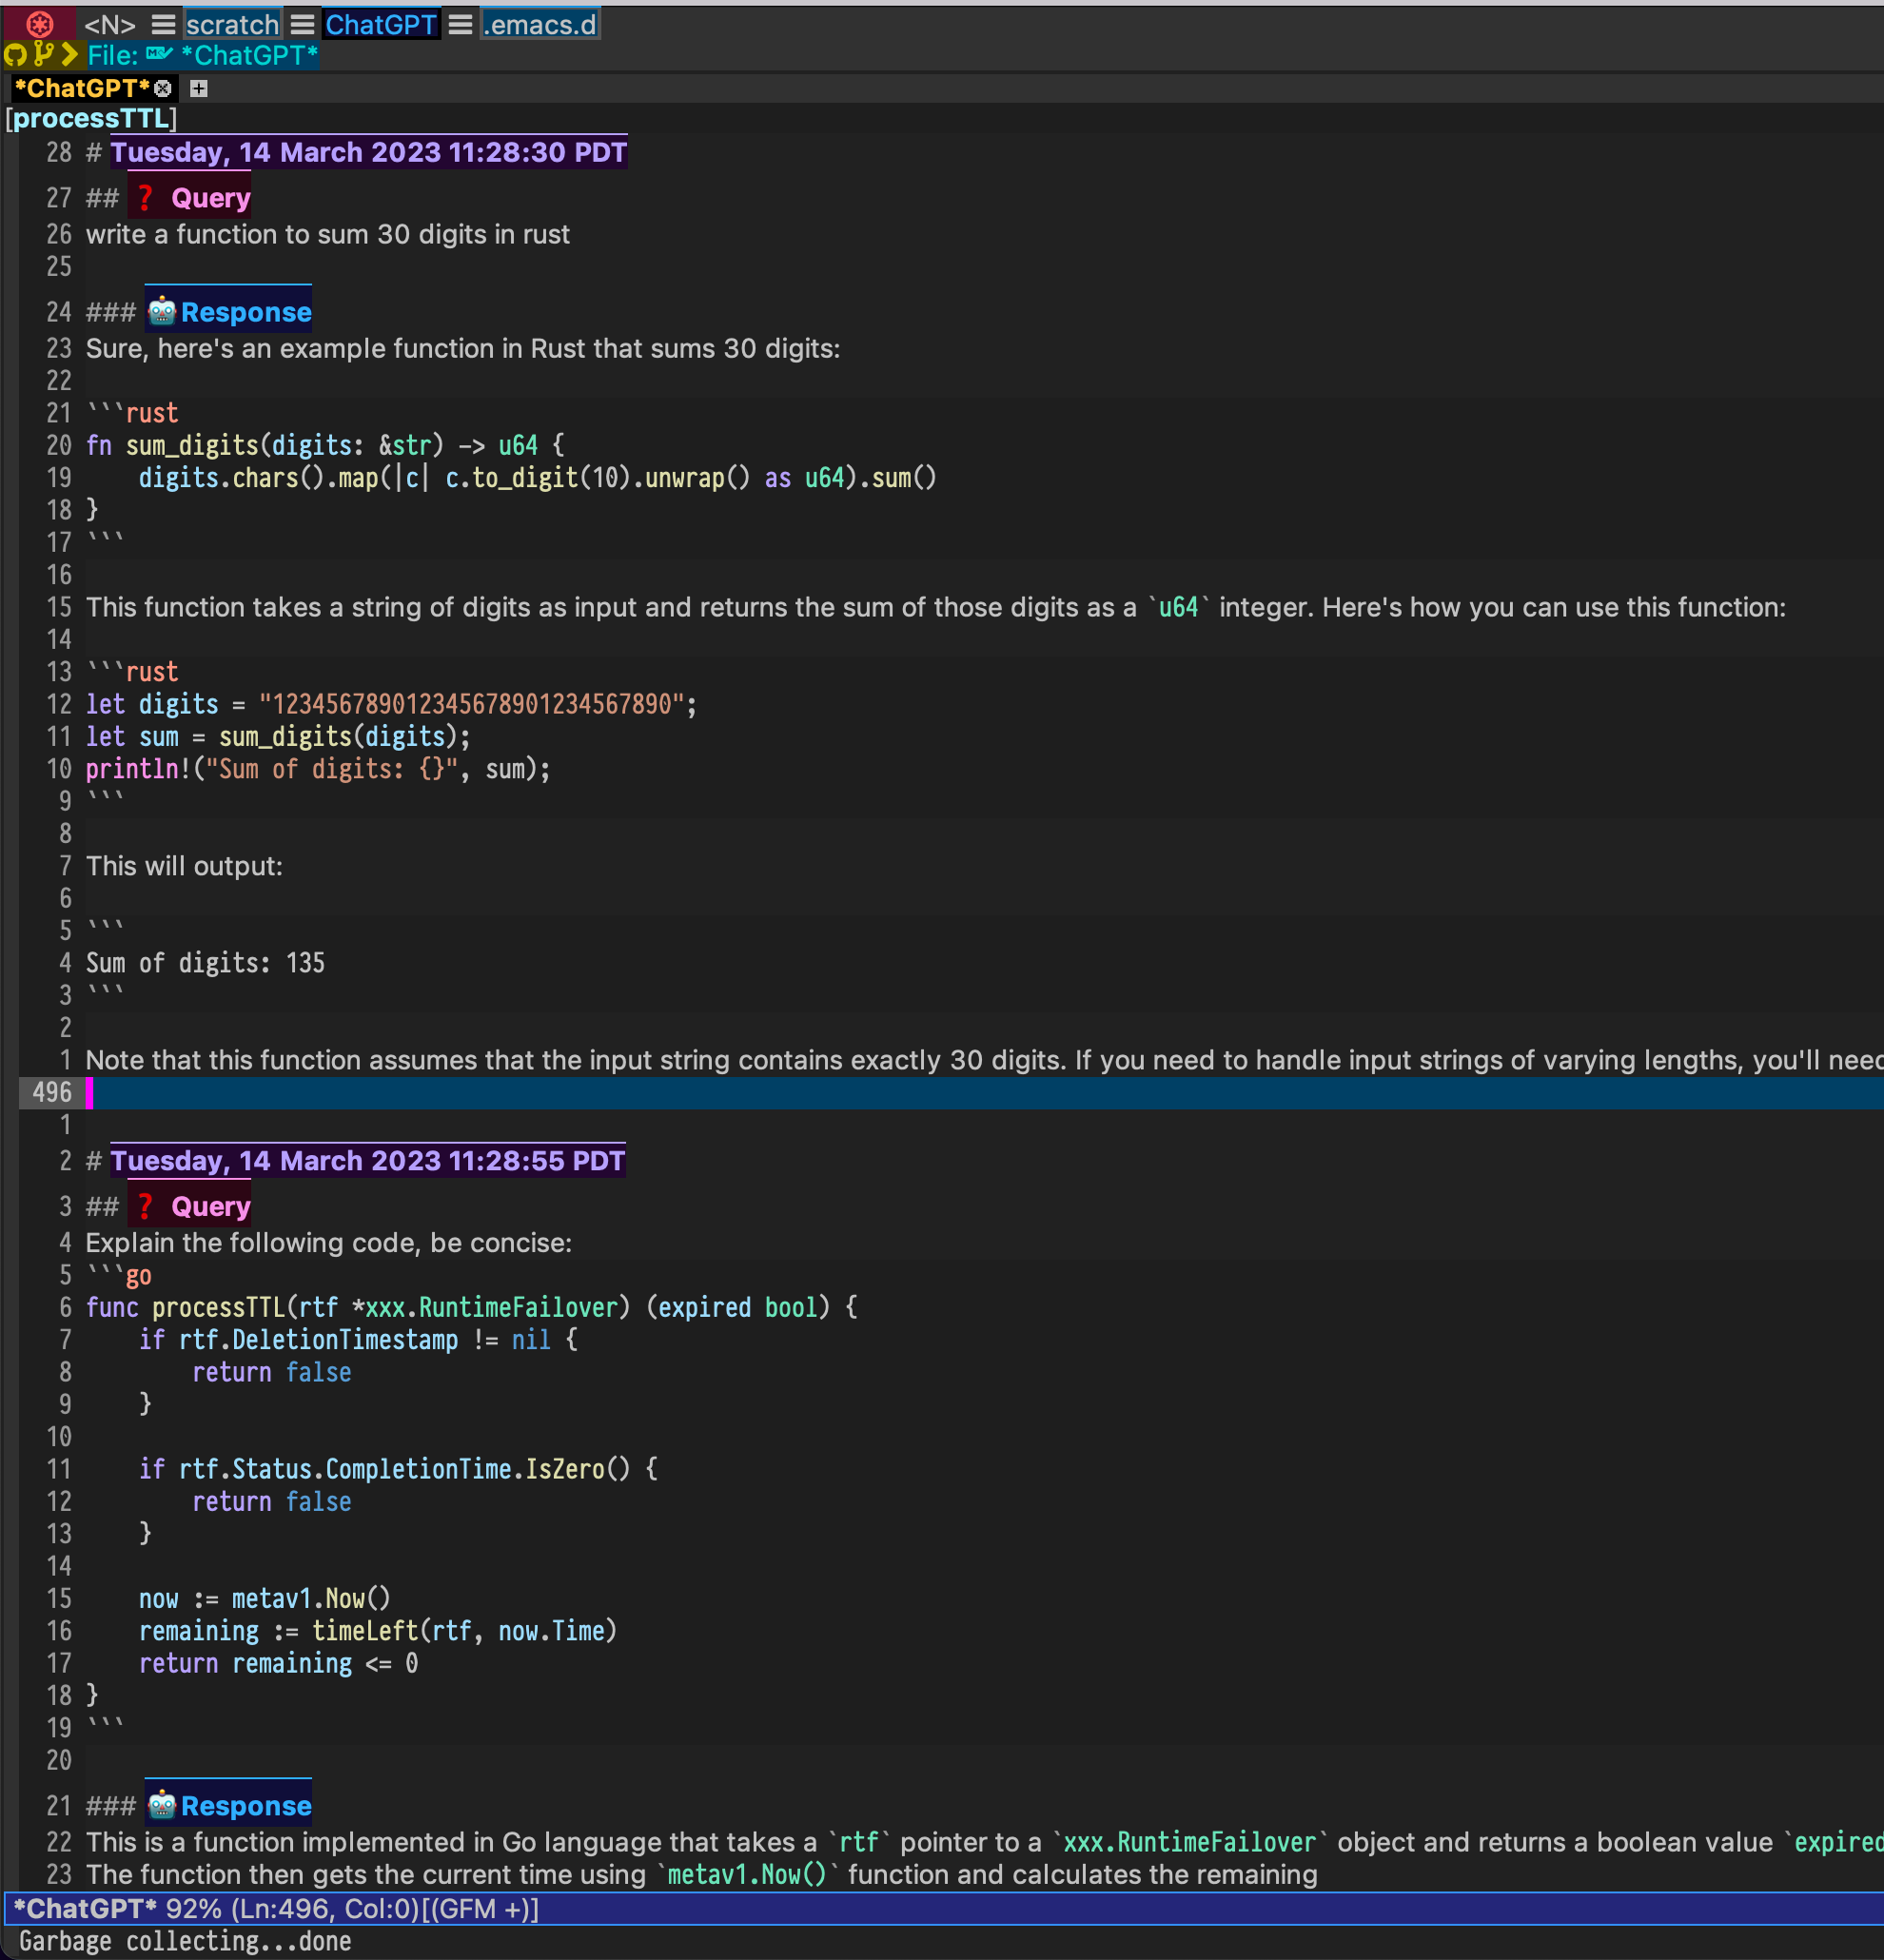 <N> scratch ChatGPT .emacs.d
File: *ChatGPT*
*ChatGPT*
[processTTL]
28 # Tuesday, 14 March 2023 11:28:30 PDT
27 ## ❓ Query
26 write a function to sum 30 digits in rust
25
24 ### 🤖Response
23 Sure, here's an example function in Rust that sums 30 digits:
22
21 ```rust
20 fn sum_digits(digits: &str) -> u64 {
19     digits.chars().map(|c| c.to_digit(10).unwrap() as u64).sum()
18 }
17 ```
16
15 This function takes a string of digits as input and returns the sum of those digits as a `u64` integer. Here's how you can use this function:
14
13 ```rust
12 let digits = "123456789012345678901234567890";
11 let sum = sum_digits(digits);
10 println!("Sum of digits: {}", sum);
9 ```
8
7 This will output:
6
5 ```
4 Sum of digits: 135
3 ```
2
1 Note that this function assumes that the input string contains exactly 30 digits. If you need to handle input strings of varying lengths, you'll need
496
1
2 # Tuesday, 14 March 2023 11:28:55 PDT
3 ## ❓ Query
4 Explain the following code, be concise:
5 ```go
6 func processTTL(rtf *xxx.RuntimeFailover) (expired bool) {
7     if rtf.DeletionTimestamp != nil {
8         return false
9     }
10
11     if rtf.Status.CompletionTime.IsZero() {
12         return false
13     }
14
15     now := metav1.Now()
16     remaining := timeLeft(rtf, now.Time)
17     return remaining <= 0
18 }
19 ```
20
21 ### 🤖Response
22 This is a function implemented in Go language that takes a `rtf` pointer to a `xxx.RuntimeFailover` object and returns a boolean value `expired
23 The function then gets the current time using `metav1.Now()` function and calculates the remaining
*ChatGPT* 92% (Ln:496, Col:0)[(GFM +)]
Garbage collecting...done